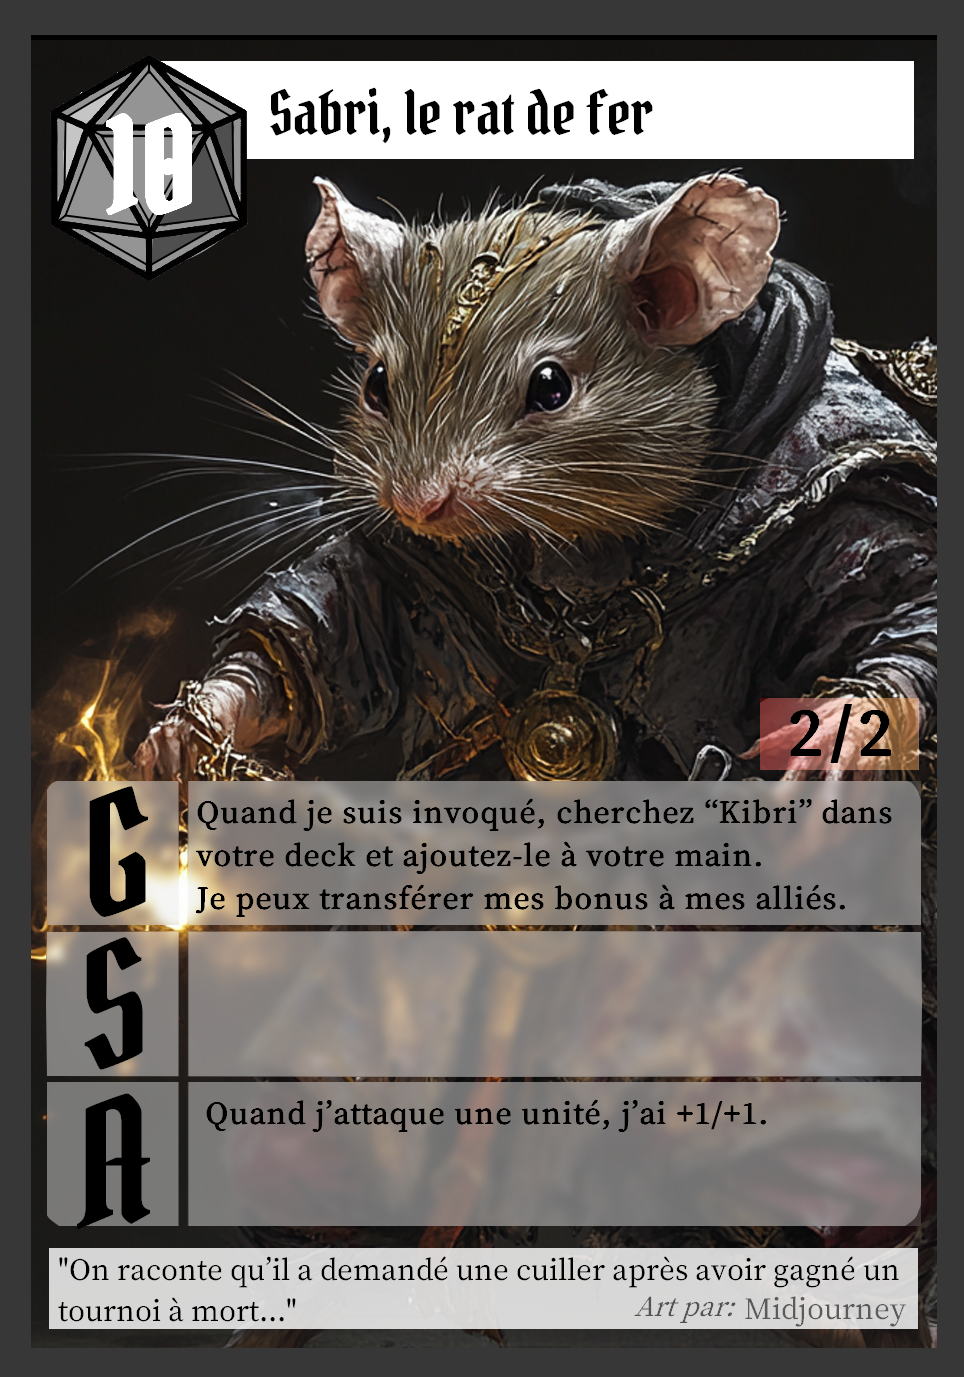 10
Sabri, le rat de fer
2/2
G
Quand je suis invoqué, cherchez “Kibri” dans
votre deck et ajoutez-le à votre main.
Je peux transférer mes bonus à mes alliés.
S
A
Quand j’attaque une unité, j’ai +1/+1.
"On raconte qu’il a demandé une cuiller après avoir gagné un
tournoi à mort..."
Art par: Midjourney